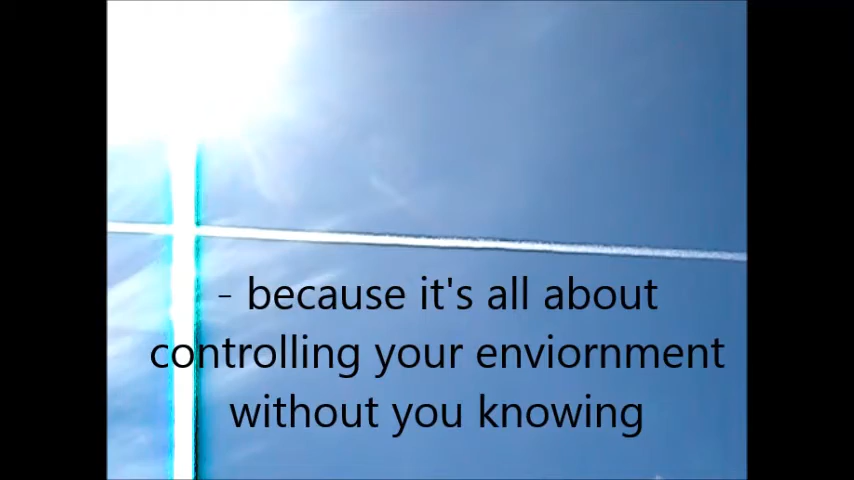 - because it's all about
controlling your enviornment
without you knowing